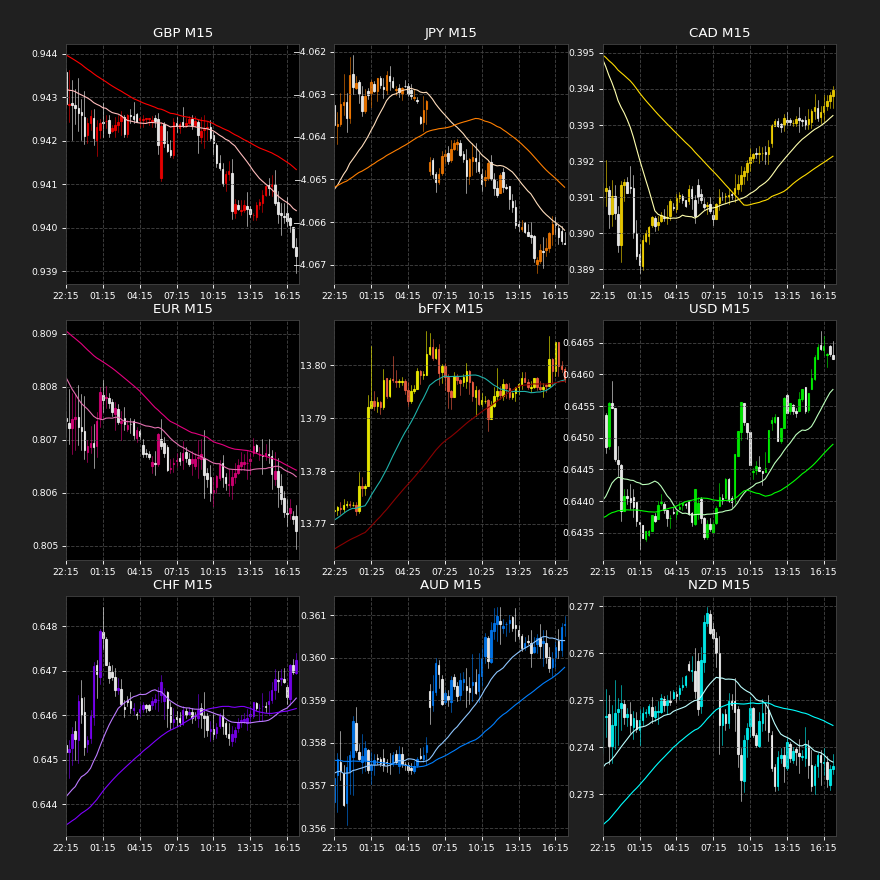 GBP M15
0.944
0.943
0.942
0.941
0.940
0.939
22:15 01:15 04:15 07:15 10:15 13:15 16:15
JPY M15
-4.062
-4.063
-4.064
-4.065
-4.066
-4.067
22:15 01:15 04:15 07:15 10:15 13:15 16:15
CAD M15
0.395
0.394
0.393
0.392
0.391
0.390
0.389
22:15 01:15 04:15 07:15 10:15 13:15 16:15
EUR M15
0.809
0.808
0.807
0.806
0.805
22:15 01:15 04:15 07:15 10:15 13:15 16:15
bFFX M15
13.80
13.79
13.78
13.77
22:25 01:25 04:25 07:25 10:25 13:25 16:25
USD M15
0.6465
0.6460
0.6455
0.6450
0.6445
0.6440
0.6435
22:15 01:15 04:15 07:15 10:15 13:15 16:15
CHF M15
0.648
0.647
0.646
0.645
0.644
22:15 01:15 04:15 07:15 10:15 13:15 16:15
AUD M15
0.361
0.360
0.359
0.358
0.357
0.356
22:15 01:15 04:15 07:15 10:15 13:15 16:15
NZD M15
0.277
0.276
0.275
0.274
0.273
22:15 01:15 04:15 07:15 10:15 13:15 16:15